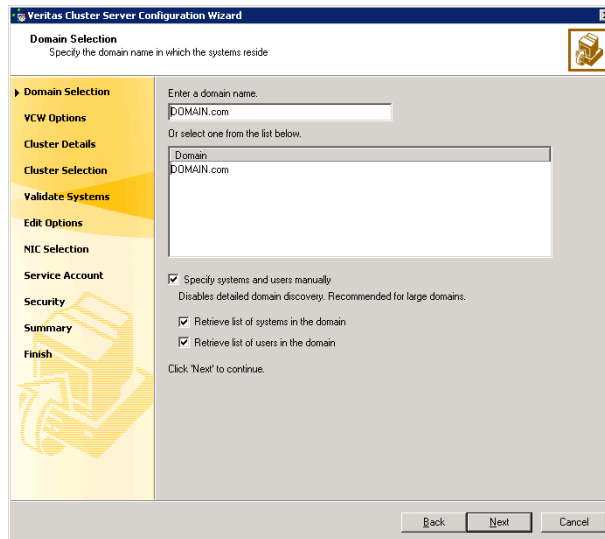 Veritas Cluster Server Configuration Wizard
Domain Selection
Specify the domain name in which the systems reside
Domain Selection
VCW Options
Cluster Details
Cluster Selection
Validate Systems
Edit Options
NIC Selection
Service Account
Security
Summary
Finish
Enter a domain name.
DOMAIN.com
Or select one from the list below.
Domain
DOMAIN.com
Specify systems and users manually
Disables detailed domain discovery. Recommended for large domains.
Retrieve list of systems in the domain
Retrieve list of users in the domain
Click 'Next' to continue.
Back Next Cancel